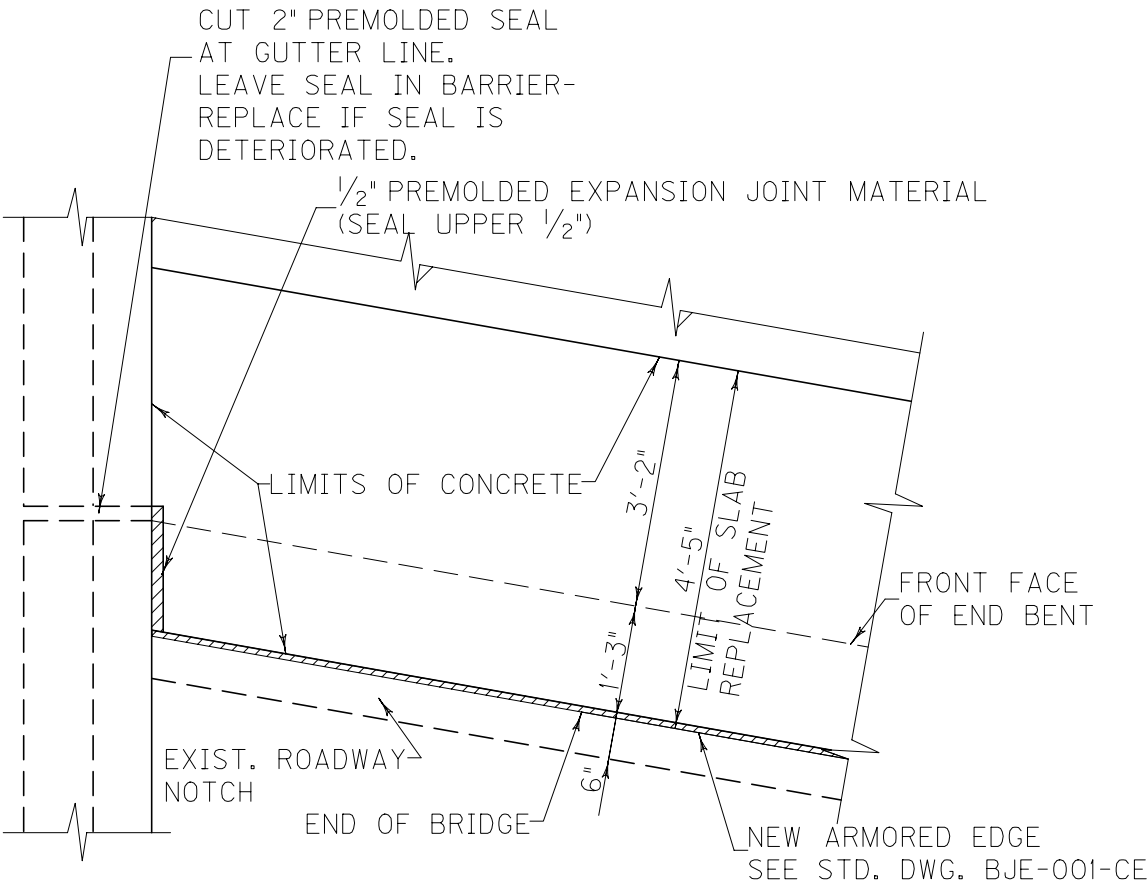 CUT 2" PREMOLDED SEAL
AT GUTTER LINE.
LEAVE SEAL IN BARRIER-
REPLACE IF SEAL IS
DETERIORATED.
1/2" PREMOLDED EXPANSION JOINT MATERIAL
(SEAL UPPER 1/2")
LIMITS OF CONCRETE
3'-2"
4'-5"
LIMIT OF SLAB
REPLACEMENT
FRONT FACE
OF END BENT
1'-3"
EXIST. ROADWAY
NOTCH
6"
END OF BRIDGE
NEW ARMORED EDGE
SEE STD. DWG. BJE-001-CE